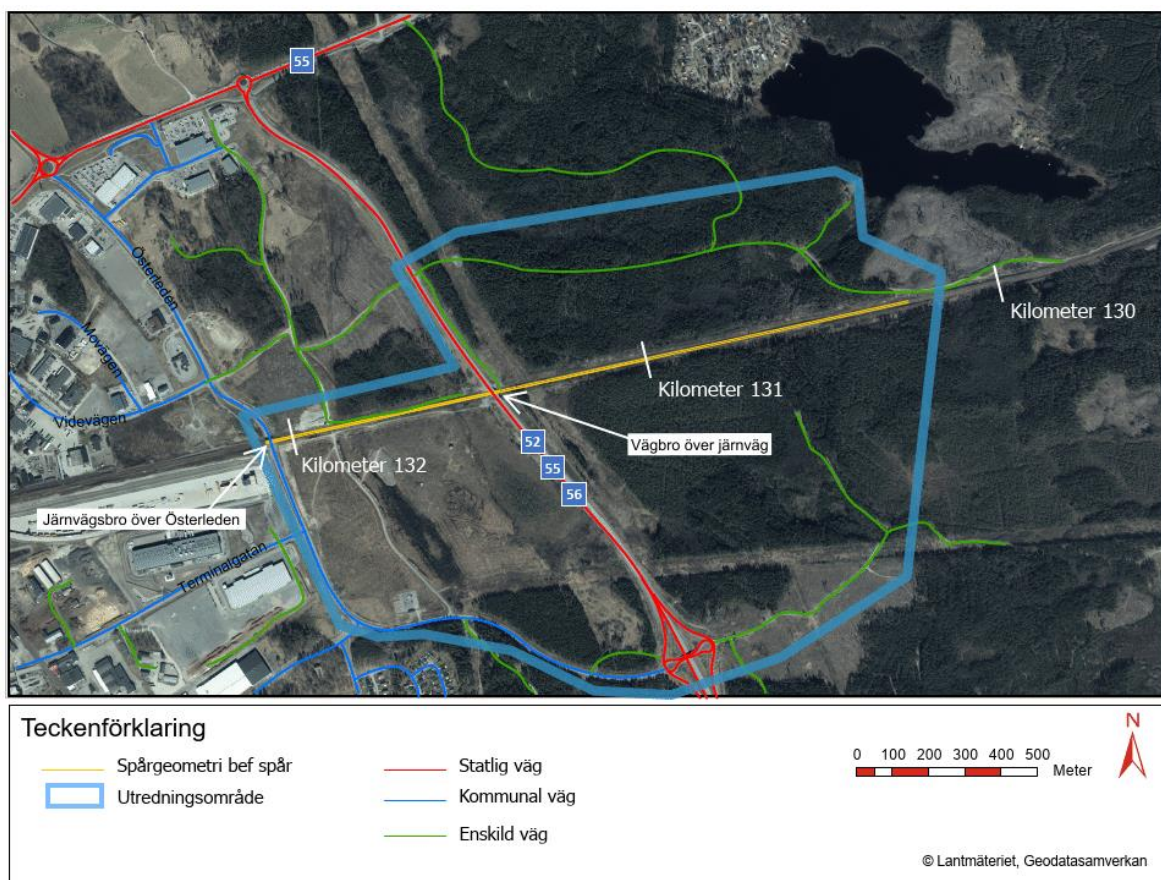 55
Österleden
Movägen
Videvägen
Kilometer 130
Kilometer 131
Vägbro över järnväg
Kilometer 132
52
55
56
Järnvägsbro över Österleden
Terminalgatan
Teckenförklaring
Spårgeometri bef spår
Utredningsområde
Statlig väg
Kommunal väg
Enskild väg
0 100 200 300 400 500
Meter
N
© Lantmäteriet, Geodatasamverkan